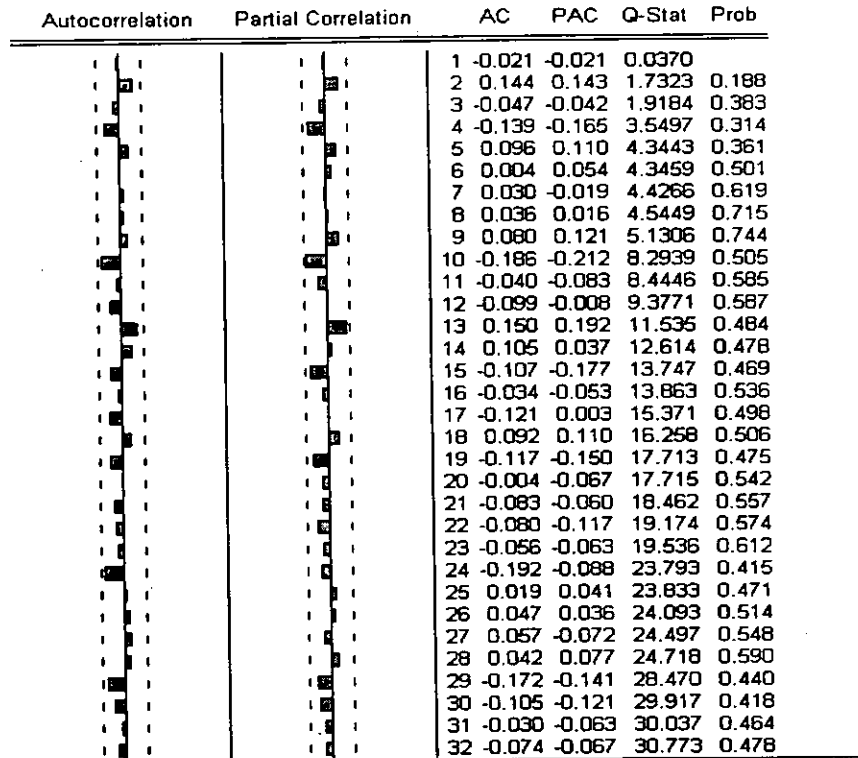 Autocorrelation Partial Correlation AC PAC Q-Stat Prob
1 -0.021 -0.021 0.0370
2 0.144 0.143 1.7323 0.188
3 -0.047 -0.042 1.9184 0.383
4 -0.139 -0.165 3.5497 0.314
5 0.096 0.110 4.3443 0.361
6 0.004 0.054 4.3459 0.501
7 0.030 -0.019 4.4266 0.619
8 0.036 0.016 4.5449 0.715
9 0.080 0.121 5.1306 0.744
10 -0.186 -0.212 8.2939 0.505
11 -0.040 -0.083 8.4446 0.585
12 -0.099 -0.008 9.3771 0.587
13 0.150 0.192 11.535 0.484
14 0.105 0.037 12.614 0.478
15 -0.107 -0.177 13.747 0.469
16 -0.034 -0.053 13.863 0.536
17 -0.121 0.003 15.371 0.498
18 0.092 0.110 16.258 0.506
19 -0.117 -0.150 17.713 0.475
20 -0.004 -0.067 17.715 0.542
21 -0.083 -0.060 18.462 0.557
22 -0.080 -0.117 19.174 0.574
23 -0.056 -0.063 19.536 0.612
24 -0.192 -0.088 23.793 0.415
25 0.019 0.041 23.833 0.471
26 0.047 0.036 24.093 0.514
27 0.057 -0.072 24.497 0.548
28 0.042 0.077 24.718 0.590
29 -0.172 -0.141 28.470 0.440
30 -0.105 -0.121 29.917 0.418
31 -0.030 -0.063 30.037 0.464
32 -0.074 -0.067 30.773 0.478